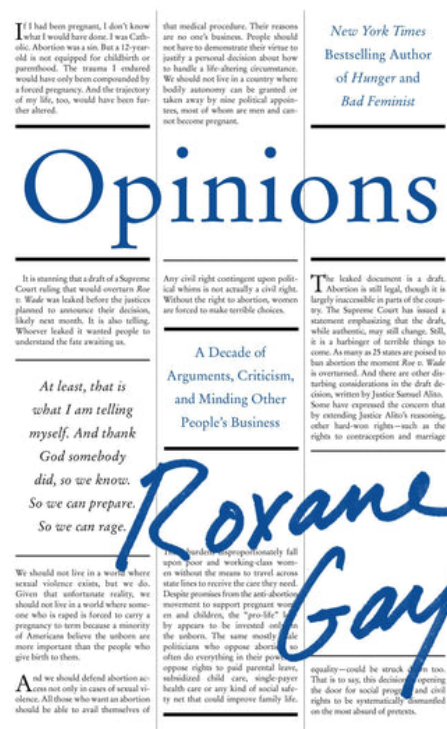 If I had been pregnant, I don't know
what I would have done. I was Cath-
olic. Abortion was a sin. But a 12-year-
old is not equipped for childbirth or
parenthood. The trauma I endured
would have only been compounded by
a forced pregnancy. And the trajectory
of my life, too, would have been fur-
ther altered.
that medical procedure. Their reasons
are no one's business. People should
not have to demonstrate their virtue to
justify a personal decision about how
to handle a life-altering circumstance.
We should not live in a country where
bodily autonomy can be granted or
taken away by nine political appoin-
tees, most of whom are men and can-
not become pregnant.
New York Times
Bestselling Author
of Hunger and
Bad Feminist
Opinions
It is stunning that a draft of a Supreme
Court ruling that would overturn Roe
v. Wade was leaked before the justices
planned to announce their decision,
likely next month. It is also telling.
Whoever leaked it wanted people to
understand the fate awaiting us.
At least, that is
what I am telling
myself. And thank
God somebody
did, so we know.
So we can prepare.
So we can rage.
We should not live in a world where
sexual violence exists, but we do.
Given that unfortunate reality, we
should not live in a world where some-
one who is raped is forced to carry a
pregnancy to term because a minority
of Americans believe the unborn are
more important than the people who
give birth to them.
And we should defend abortion ac-
cess not only in cases of sexual vi-
olence. All those who want an abortion
should be able to avail themselves of
Any civil right contingent upon polit-
ical whims is not actually a civil right.
Without the right to abortion, women
are forced to make terrible choices.
A Decade of
Arguments, Criticism,
and Minding Other
People's Business
The burdens disproportionately fall
upon poor and working-class wom-
en without the means to travel across
state lines to receive the care they need.
Despite promises from the anti-abortion
movement to support pregnant wom-
en and children, the "pro-life"
by appears to be invested only in
the unborn. The same mostly male
politicians who oppose abortion so
often do everything in their power
oppose rights to paid parental leave,
subsidized child care, single-payer
health care or any kind of social safe-
ty net that could improve family life.
The leaked document is a draft.
Abortion is still legal, though it is
largely inaccessible in parts of the coun-
try. The Supreme Court has issued a
statement emphasizing that the draft,
while authentic, may still change. Still,
it is a harbinger of terrible things to
come. As many as 25 states are poised to
ban abortion the moment Roe v. Wade
is overturned. And there are other dis-
turbing considerations in the draft de-
cision, written by Justice Samuel Alito.
Some have expressed the concern that
by extending Justice Alito's reasoning,
other hard-won rights—such as the
rights to contraception and marriage
Roxane
Gay
equality—could be struck down too.
That is to say, this decision opening
the door for social progress and civil
rights to be systematically dismantled
on the most absurd of pretexts.